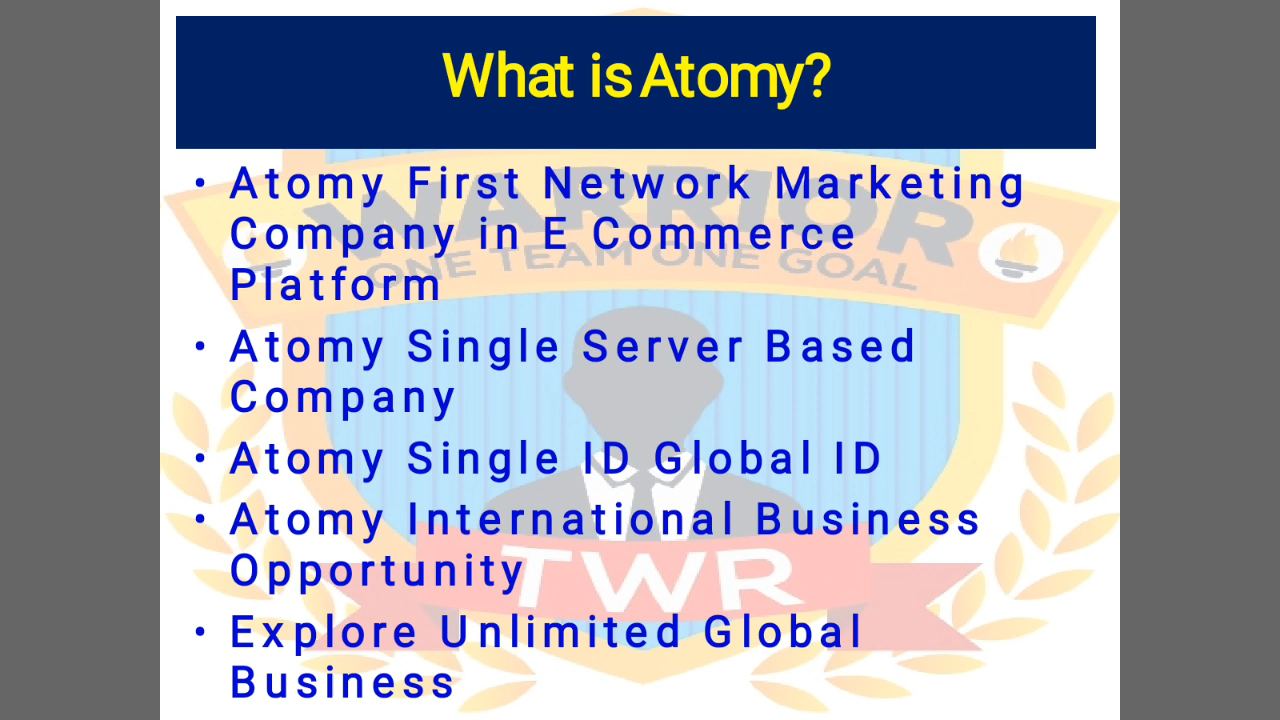 What is Atomy?
WARRIOR
ONE TEAM ONE GOAL
• Atomy First Network Marketing
Company in E Commerce
Platform
• Atomy Single Server Based
Company
• Atomy Single ID Global ID
• Atomy International Business
Opportunity
TWR
• Explore Unlimited Global
Business